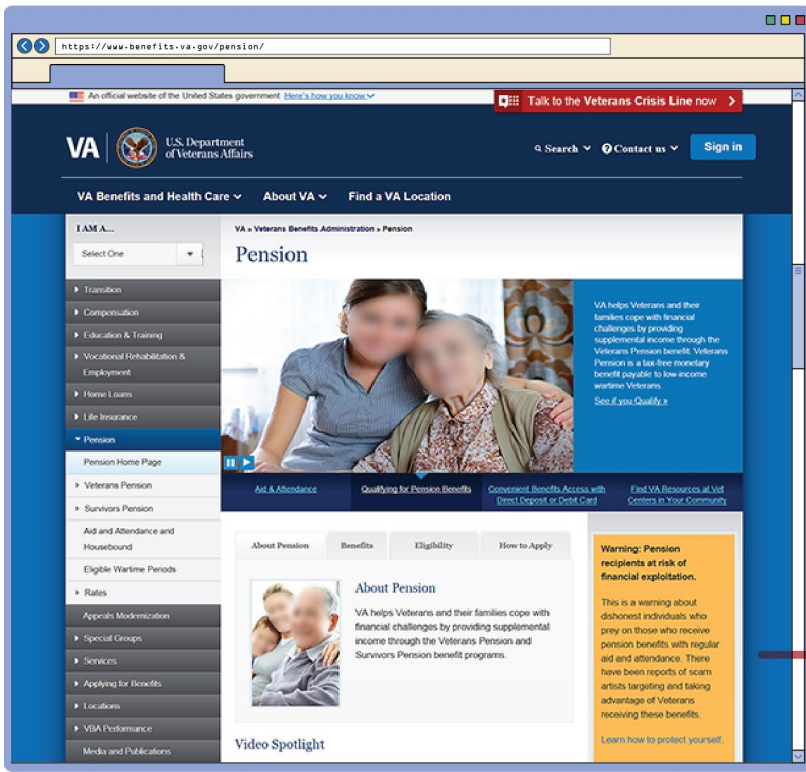 https://www.benefits.va.gov/pension/
An official website of the United States government Here's how you know
Talk to the Veterans Crisis Line now
VA
U.S. Department
of Veterans Affairs
Search
Contact us
Sign in
VA Benefits and Health Care
About VA
Find a VA Location
I AM A...
Select One
VA » Veterans Benefits Administration » Pension
Pension
Transition
Compensation
Education & Training
Vocational Rehabilitation &
Employment
Home Loans
Life Insurance
Pension
Pension Home Page
» Veterans Pension
» Survivors Pension
Aid and Attendance and
Housebound
Eligible Wartime Periods
» Rates
Appeals Modernization
Special Groups
Services
Applying for Benefits
Locations
VBA Performance
Media and Publications
VA helps Veterans and their
families cope with financial
challenges by providing
supplemental income through the
Veterans Pension benefit. Veterans
Pension is a tax-free monetary
benefit payable to low-income
wartime Veterans.
See if you Qualify »
Aid & Attendance
Qualifying for Pension Benefits
Convenient Benefits Access with
Direct Deposit or Debit Card
Find VA Resources at Vet
Centers in Your Community
About Pension
Benefits
Eligibility
How to Apply
About Pension
VA helps Veterans and their families cope with
financial challenges by providing supplemental
income through the Veterans Pension and
Survivors Pension benefit programs.
Video Spotlight
Warning: Pension
recipients at risk of
financial exploitation.
This is a warning about
dishonest individuals who
prey on those who receive
pension benefits with regular
aid and attendance. There
have been reports of scam
artists targeting and taking
advantage of Veterans
receiving these benefits.
Learn how to protect yourself.